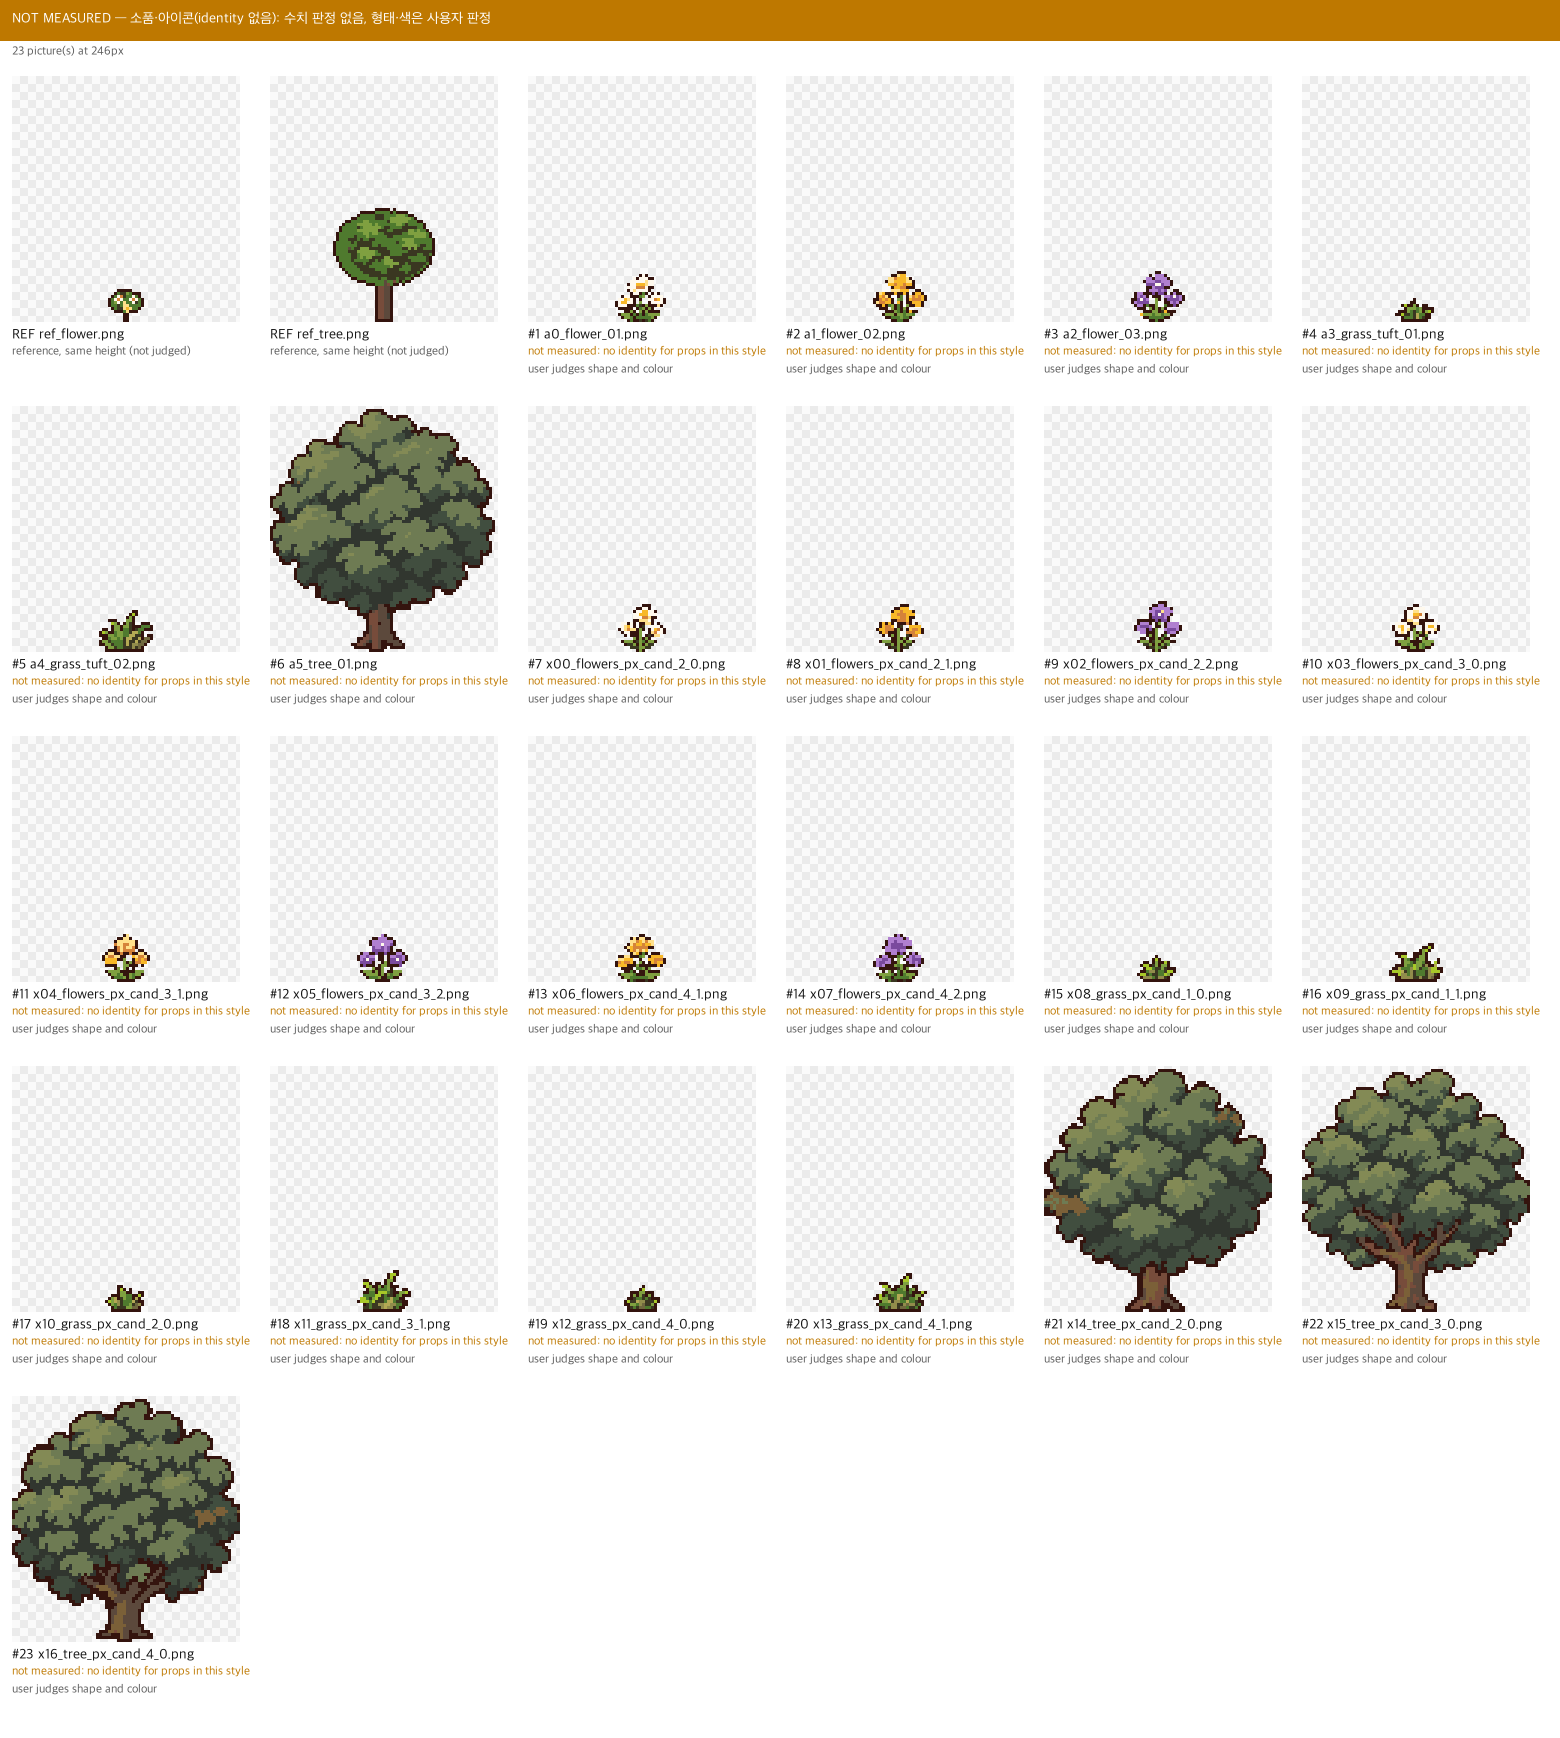 NOT MEASURED — 소품·아이콘(identity 없음): 수치 판정 없음, 형태·색은 사용자 판정
23 picture(s) at 246px
REF ref_flower.png
reference, same height (not judged)
REF ref_tree.png
reference, same height (not judged)
#1 a0_flower_01.png
not measured: no identity for props in this style
user judges shape and colour
#2 a1_flower_02.png
not measured: no identity for props in this style
user judges shape and colour
#3 a2_flower_03.png
not measured: no identity for props in this style
user judges shape and colour
#4 a3_grass_tuft_01.png
not measured: no identity for props in this style
user judges shape and colour
#5 a4_grass_tuft_02.png
not measured: no identity for props in this style
user judges shape and colour
#6 a5_tree_01.png
not measured: no identity for props in this style
user judges shape and colour
#7 x00_flowers_px_cand_2_0.png
not measured: no identity for props in this style
user judges shape and colour
#8 x01_flowers_px_cand_2_1.png
not measured: no identity for props in this style
user judges shape and colour
#9 x02_flowers_px_cand_2_2.png
not measured: no identity for props in this style
user judges shape and colour
#10 x03_flowers_px_cand_3_0.png
not measured: no identity for props in this style
user judges shape and colour
#11 x04_flowers_px_cand_3_1.png
not measured: no identity for props in this style
user judges shape and colour
#12 x05_flowers_px_cand_3_2.png
not measured: no identity for props in this style
user judges shape and colour
#13 x06_flowers_px_cand_4_1.png
not measured: no identity for props in this style
user judges shape and colour
#14 x07_flowers_px_cand_4_2.png
not measured: no identity for props in this style
user judges shape and colour
#15 x08_grass_px_cand_1_0.png
not measured: no identity for props in this style
user judges shape and colour
#16 x09_grass_px_cand_1_1.png
not measured: no identity for props in this style
user judges shape and colour
#17 x10_grass_px_cand_2_0.png
not measured: no identity for props in this style
user judges shape and colour
#18 x11_grass_px_cand_3_1.png
not measured: no identity for props in this style
user judges shape and colour
#19 x12_grass_px_cand_4_0.png
not measured: no identity for props in this style
user judges shape and colour
#20 x13_grass_px_cand_4_1.png
not measured: no identity for props in this style
user judges shape and colour
#21 x14_tree_px_cand_2_0.png
not measured: no identity for props in this style
user judges shape and colour
#22 x15_tree_px_cand_3_0.png
not measured: no identity for props in this style
user judges shape and colour
#23 x16_tree_px_cand_4_0.png
not measured: no identity for props in this style
user judges shape and colour